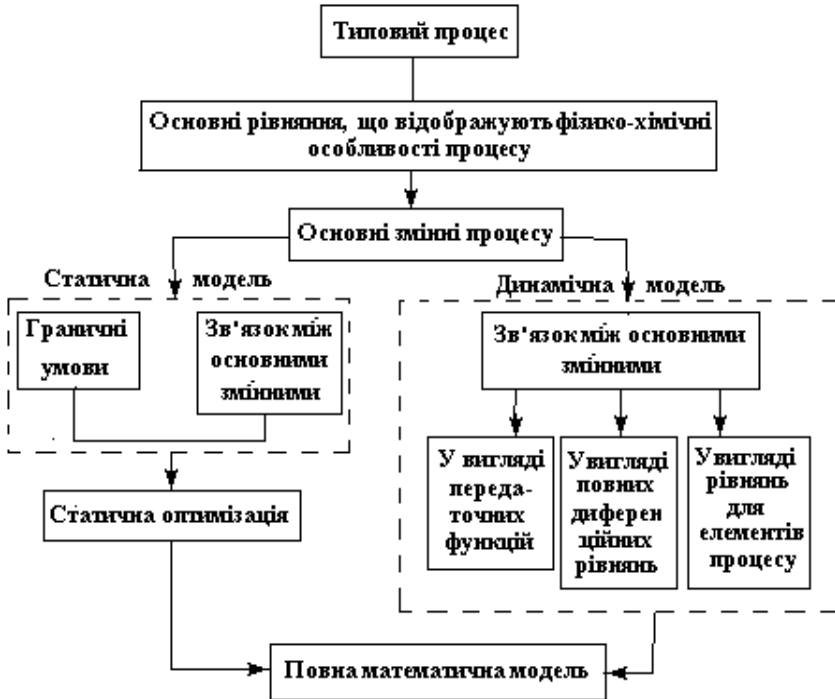 Типовий процес
Основні рівняння, що відображують фізико-хімічні
особливості процесу
Основні змінні процесу
Статична модель
Динамічна модель
Граничні
умови
Зв'язок між
основними
змінними
Зв'язок між основними
змінними
У вигляді
переда-
точних
функцій
У вигляді
повних
диферен
ційних
рівнянь
У вигляді
рівнянь
для
елементів
процесу
Статична оптимізація
Повна математична модель